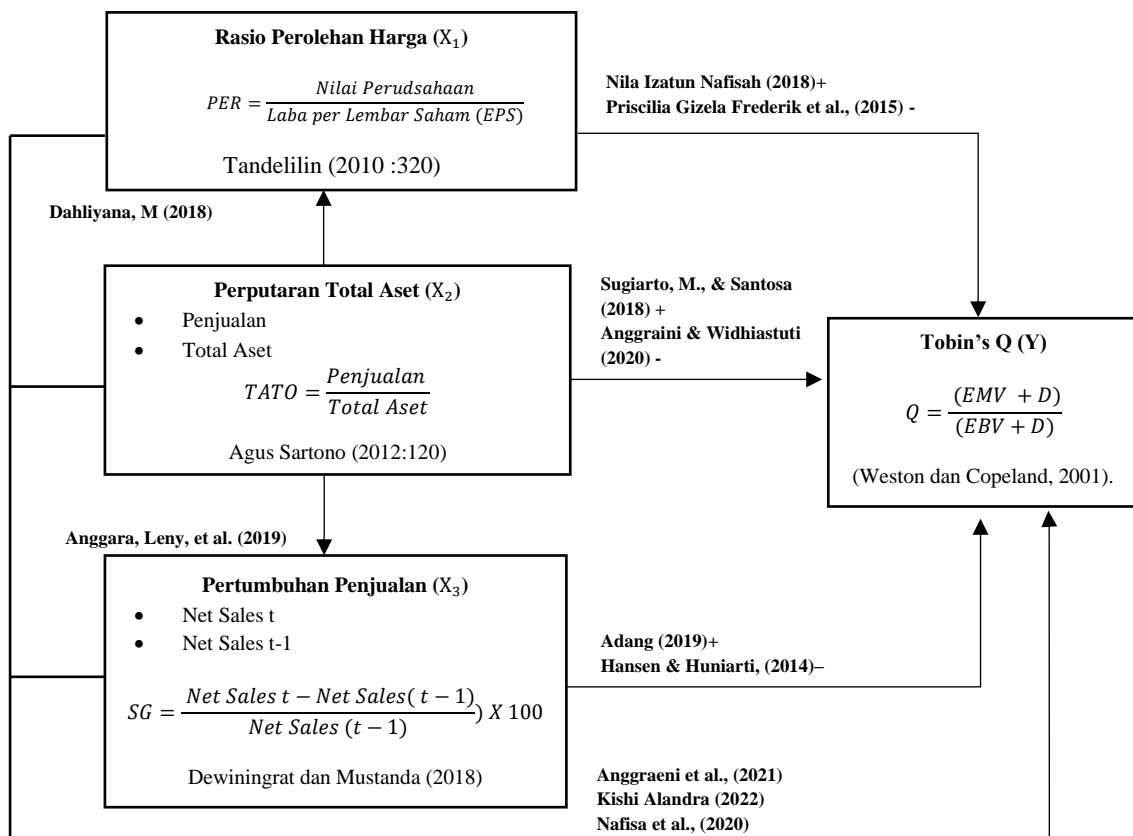 Rasio Perolehan Harga (X₁)
PER = Nilai Perudsahaan / Laba per Lembar Saham (EPS)
Tandelilin (2010 :320)
Nila Izatun Nafisah (2018)+
Priscilia Gizela Frederik et al., (2015) -
Dahliyana, M (2018)
Perputaran Total Aset (X₂)
• Penjualan
• Total Aset
TATO = Penjualan / Total Aset
Agus Sartono (2012:120)
Sugiarto, M., & Santosa
(2018) +
Anggraini & Widhiastuti
(2020) -
Tobin’s Q (Y)
Q = (EMV + D) / (EBV + D)
(Weston dan Copeland, 2001).
Anggara, Leny, et al. (2019)
Pertumbuhan Penjualan (X₃)
• Net Sales t
• Net Sales t-1
SG = Net Sales t − Net Sales( t − 1) / Net Sales (t − 1) ) X 100
Dewiningrat dan Mustanda (2018)
Adang (2019)+
Hansen & Huniarti, (2014)–
Anggraeni et al., (2021)
Kishi Alandra (2022)
Nafisa et al., (2020)